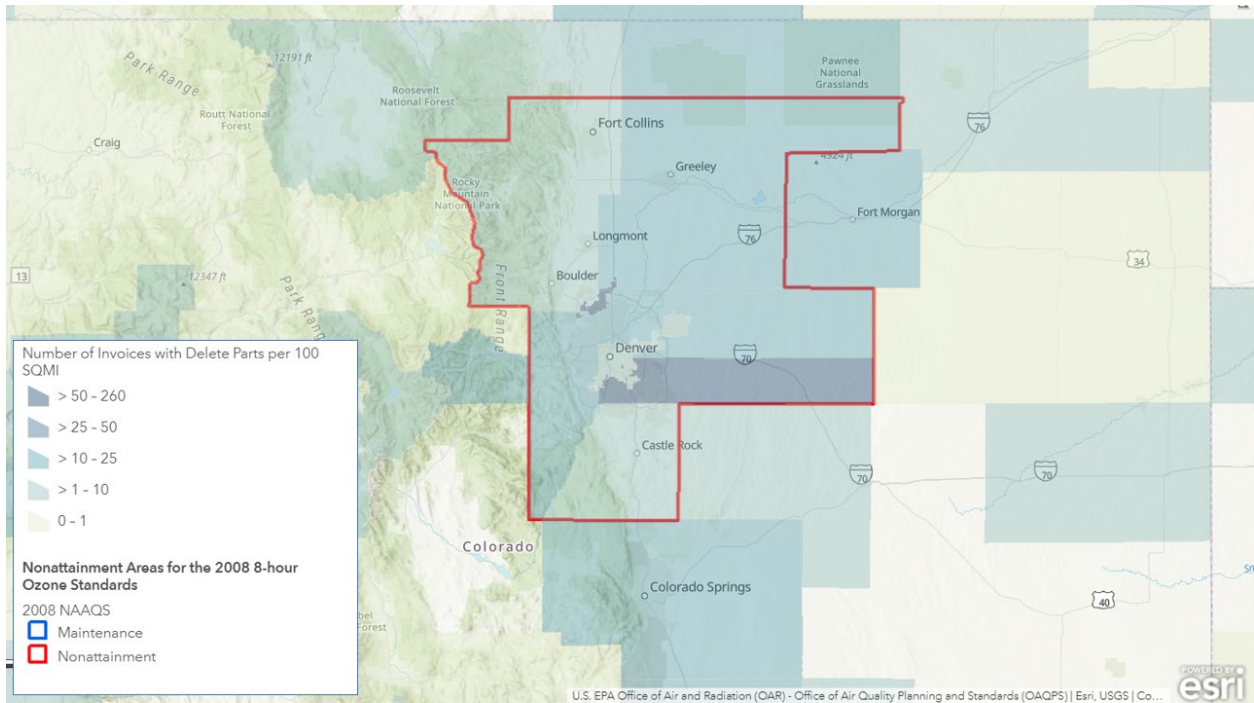 Park Range
12191 ft
Roosevelt
National Forest
Pawnee
National
Grasslands
Routt National
Forest
Craig
Fort Collins
76
4924 ft
Greeley
Rocky
Mountain
National Park
Fort Morgan
Longmont
76
34
13
12347 ft
Boulder
Front Range
Park Range
Denver
70
Number of Invoices with Delete Parts per 100
SQMI
> 50 - 260
> 25 - 50
> 10 - 25
> 1 - 10
0 - 1
Nonattainment Areas for the 2008 8-hour
Ozone Standards
2008 NAAQS
Maintenance
Nonattainment
Castle Rock
70
70
Colorado
Colorado Springs
40
POWERED BY
esri
U.S. EPA Office of Air and Radiation (OAR) - Office of Air Quality Planning and Standards (OAQPS) | Esri, USGS | Co...